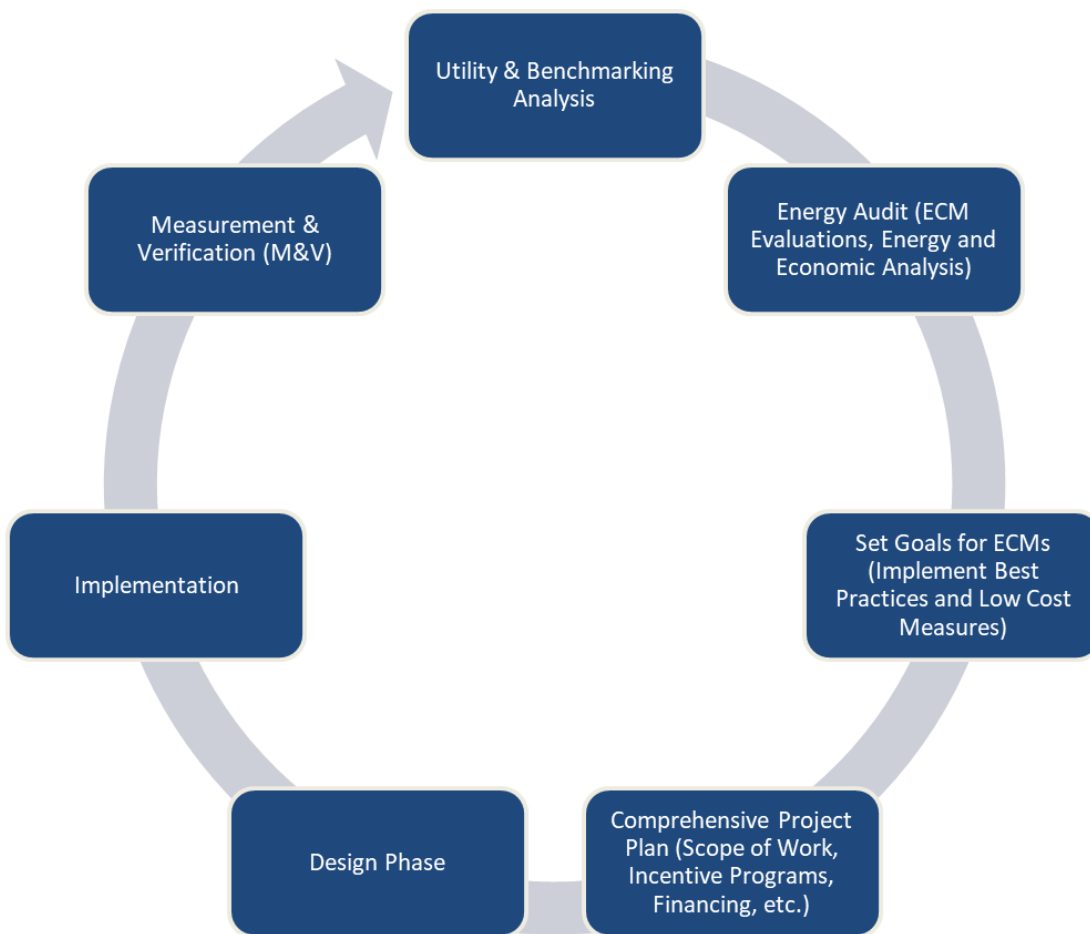 Utility & Benchmarking
Analysis
Energy Audit (ECM
Evaluations, Energy and
Economic Analysis)
Set Goals for ECMs
(Implement Best
Practices and Low Cost
Measures)
Comprehensive Project
Plan (Scope of Work,
Incentive Programs,
Financing, etc.)
Design Phase
Implementation
Measurement &
Verification (M&V)